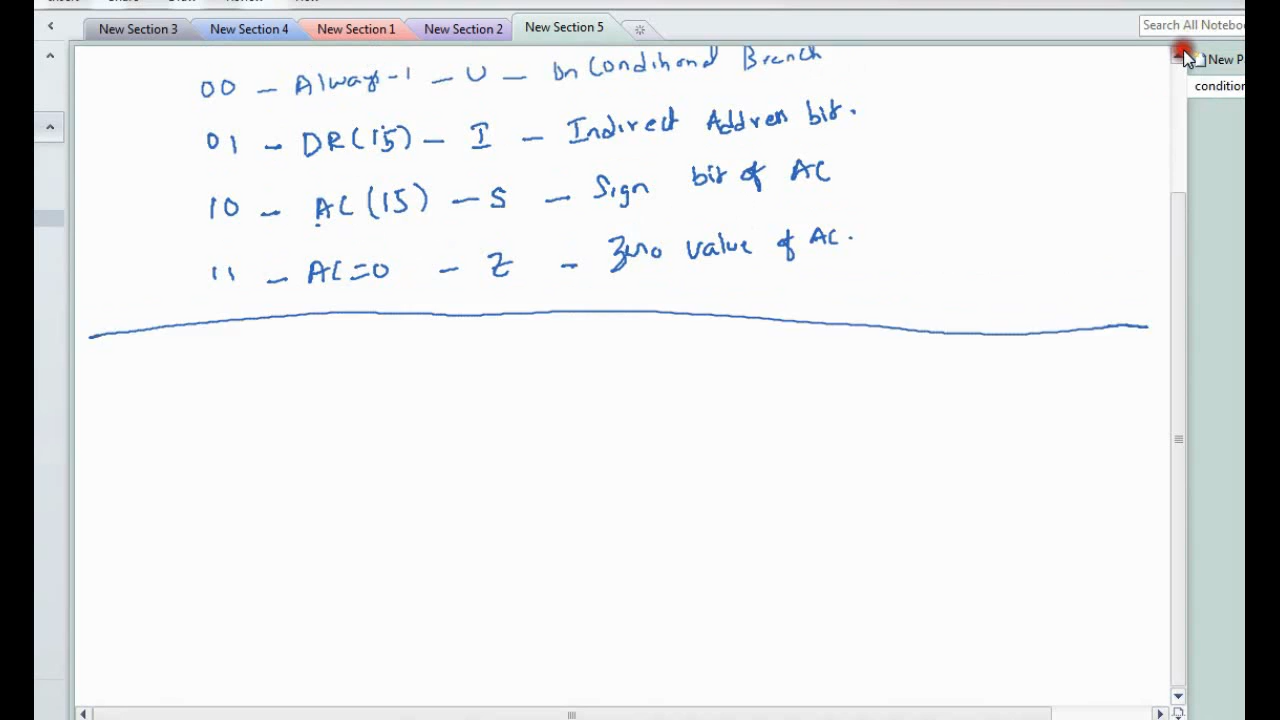 New Section 3 New Section 4 New Section 1 New Section 2 New Section 5
Search All Notebo
New P
condition
00 - Always-1 - U - UnConditional Branch
01 - DR(15) - I - Indirect Address bit.
10 - AC(15) - S - Sign bit of AC
11 - AC=0 - Z - Zero value of AC.